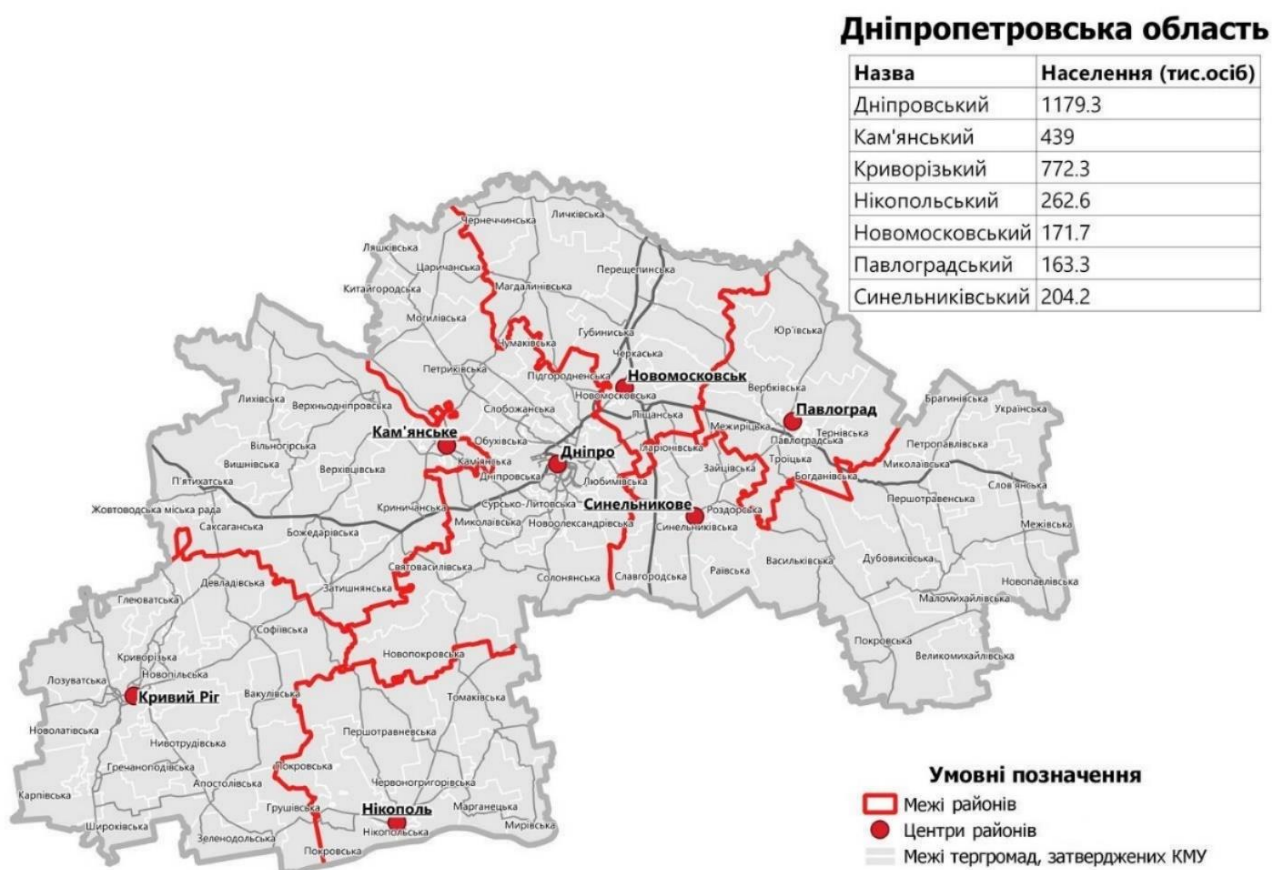 Дніпропетровська область
Назва Населення (тис.осіб)
Дніпровський 1179.3
Кам'янський 439
Криворізький 772.3
Нікопольський 262.6
Новомосковський 171.7
Павлоградський 163.3
Синельниківський 204.2
Личківська
Чернеччинська
Ляшківська
Царичанська
Перещепинська
Китайгородська
Магдалинівська
Могилівська
Юр'ївська
Губиниська
Чумаківська
Черкаська
Петриківська
Підгородненська
Новомосковськ
Вербківська
Новомосковська
Лихівська
Верхньодніпровська
Слобожанська
Павлоград
Брагинівська
Українська
Піщанська
Межиріцька
Тернівська
Кам'янське
Обухівська
Павлоградська
Петропавлівська
Вільногірська
Іларіонівська
Дніпро
Троїцька
Миколаївська
Вишнівська
Верхівцівська
Кам'янська
Зайцівська
Дніпровська
Любимівська
Богданівська
П'ятихатська
Слов'янська
Першотравенська
Синельникове
Сурсько-Литовська
Роздорська
Жовтоводська міська рада
Криничанська
Саксаганська
Миколаївська
Новоолександрівська
Синельниківська
Межівська
Божедарівська
Васильківська
Дубовиківська
Святовасилівська
Раївська
Девладівська
Солонянська
Славгородська
Новопавлівська
Затишнянська
Глеюватська
Маломихайлівська
Софіївська
Покровська
Новопокровська
Великомихайлівська
Криворізька
Новопільська
Лозуватська
Кривий Ріг
Вакулівська
Томаківська
Новолатівська
Першотравневська
Нивотрудівська
Гречаноподівська
Покровська
Апостолівська
Червоногригорівська
Карпівська
Нікополь
Грушівська
Марганецька
Широківська
Нікопольська
Мирівська
Зеленодольська
Покровська
Умовні позначення
Межі районів
Центри районів
Межі тергромад, затверджених КМУ